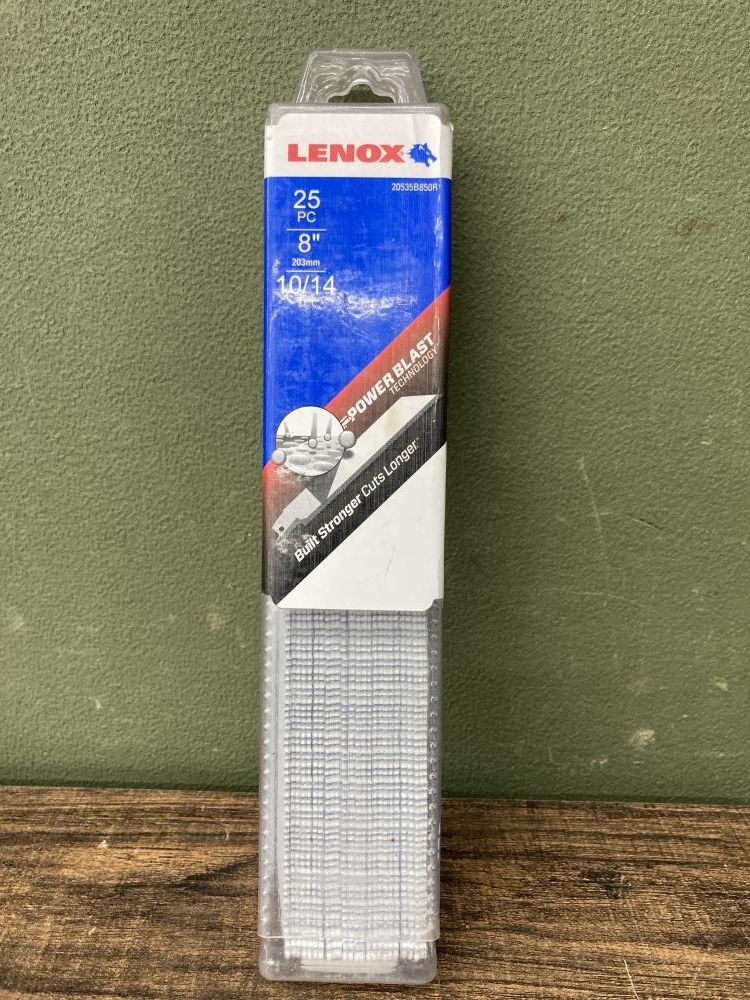 LENOX
20535B850R
25
PC
8"
203mm
10/14
POWER BLAST
TECHNOLOGY
Built Stronger Cuts Longer.